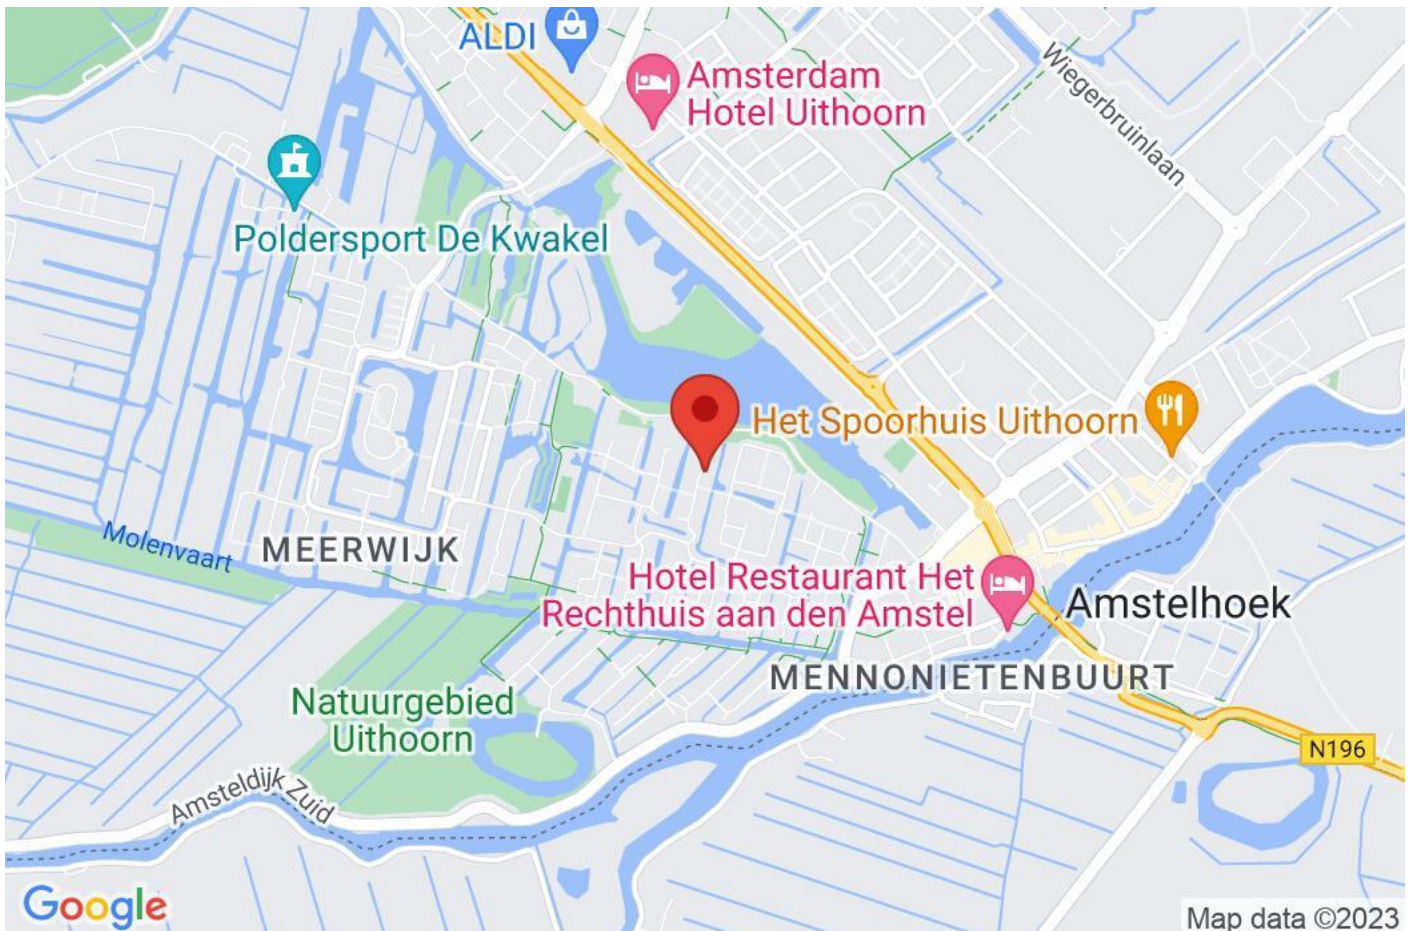 ALDI
Amsterdam
Hotel Uithoorn
Wiegerbruinlaan
Poldersport De Kwakel
Het Spoorhuis Uithoorn
Molenvaart
MEERWIJK
Hotel Restaurant Het
Rechthuis aan den Amstel
Amstelhoek
MENNONIETENBUURT
Natuurgebied
Uithoorn
N196
Amsteldijk Zuid
Google
Map data ©2023